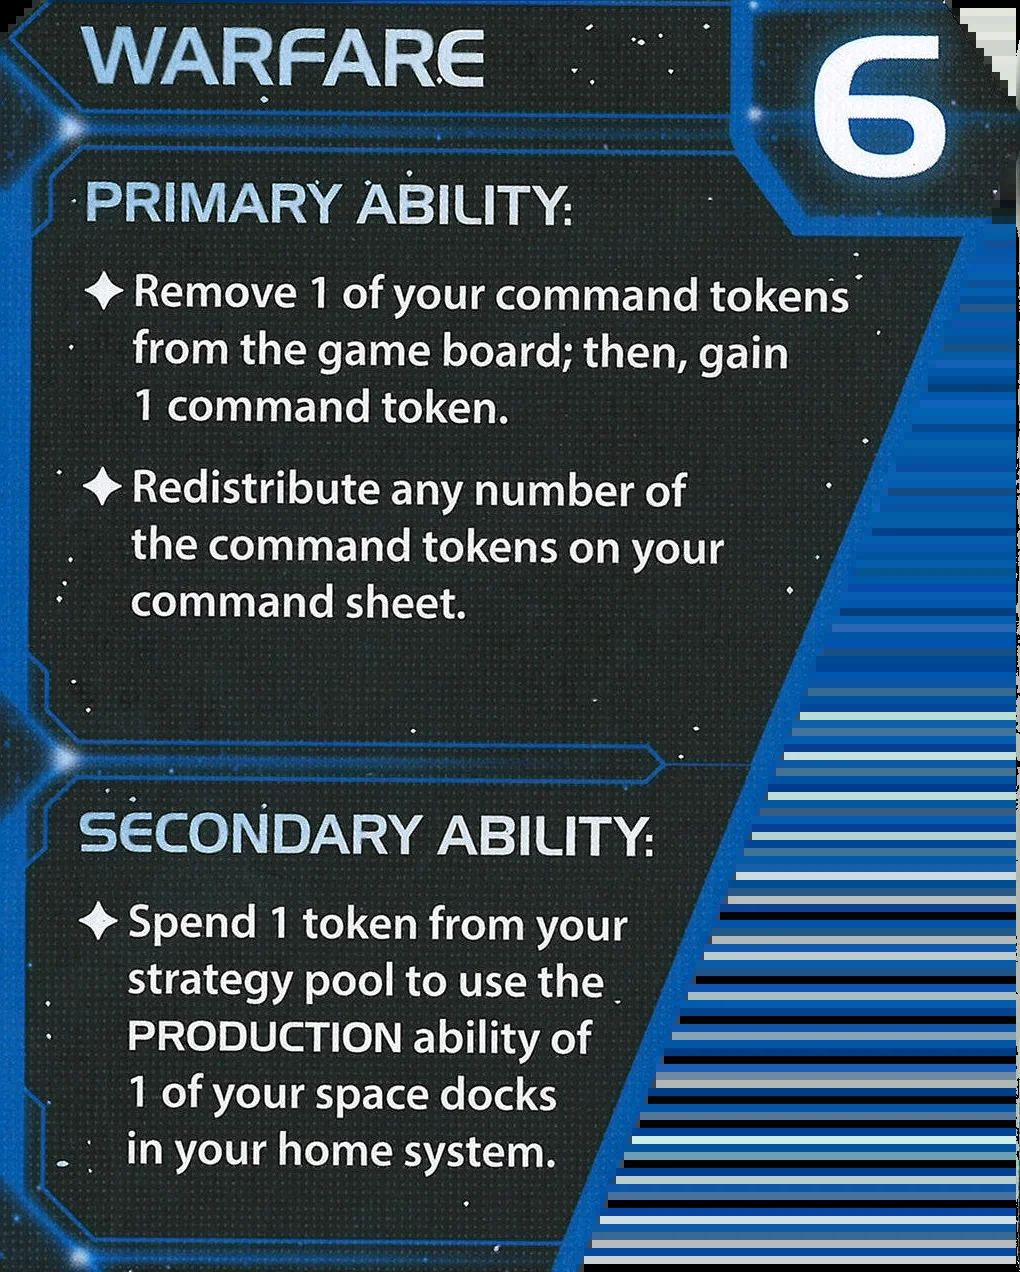 WARFARE
6
PRIMARY ABILITY:
Remove 1 of your command tokens
from the game board; then, gain
1 command token.
Redistribute any number of
the command tokens on your
command sheet.
SECONDARY ABILITY:
Spend 1 token from your
strategy pool to use the
PRODUCTION ability of
1 of your space docks
in your home system.